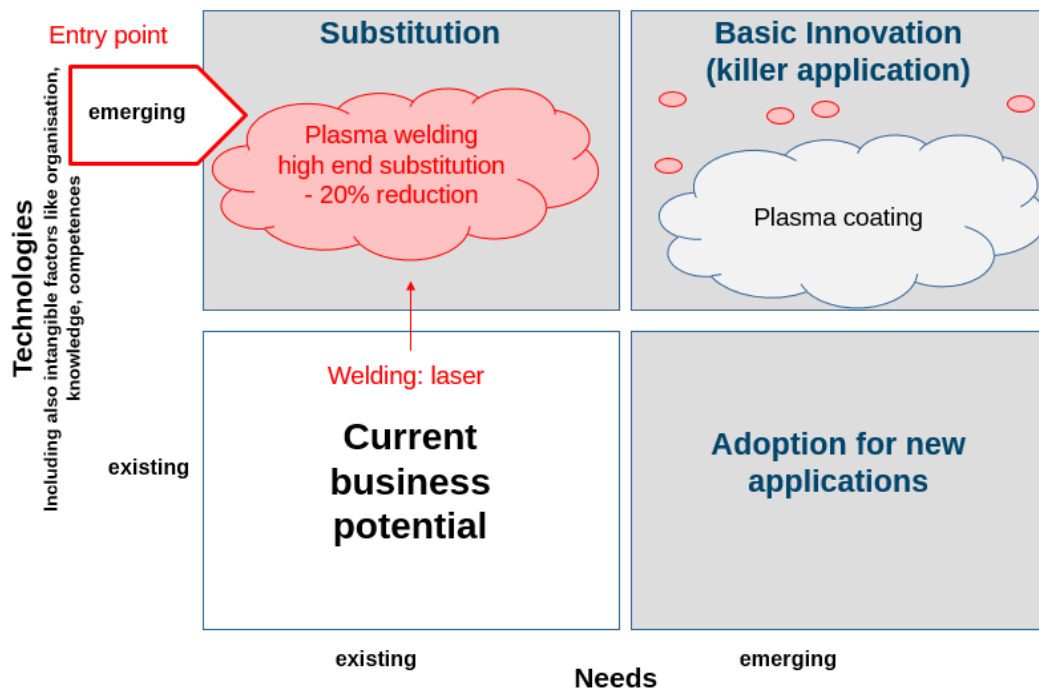 Entry point
Substitution
Basic Innovation
(killer application)
emerging
Plasma welding
high end substitution
- 20% reduction
Plasma coating
Technologies
Including also intangible factors like organisation,
knowledge, competences
Welding: laser
Current
business
potential
Adoption for new
applications
existing
existing
emerging
Needs